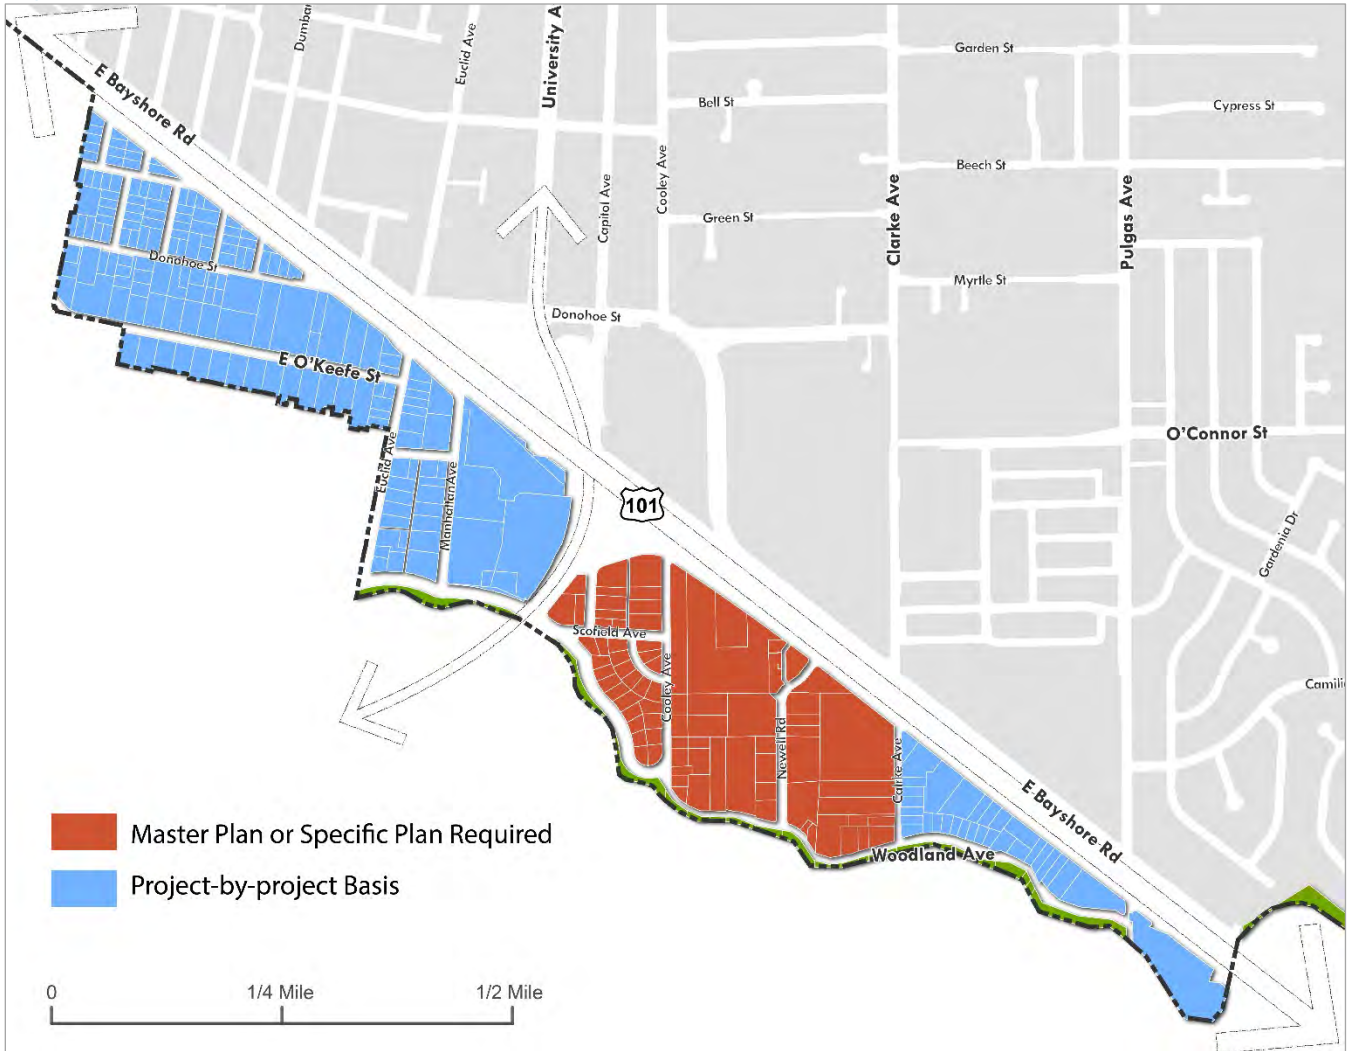 Dumbar
Euclid Ave
University A
Garden St
E Bayshore Rd
Bell St
Cypress St
Cooley Ave
Beech St
Clarke Ave
Pulgas Ave
Capitol Ave
Green St
Donohoe St
Myrtle St
Donohoe St
E O'Keefe St
O'Connor St
Euclid Ave
Manhattan Ave
101
Gardenia Dr
Scofield Ave
Cooley Ave
Camili
Newell Rd
Calrke Ave
E Bayshore Rd
Woodland Ave
Master Plan or Specific Plan Required
Project-by-project Basis
0 1/4 Mile 1/2 Mile